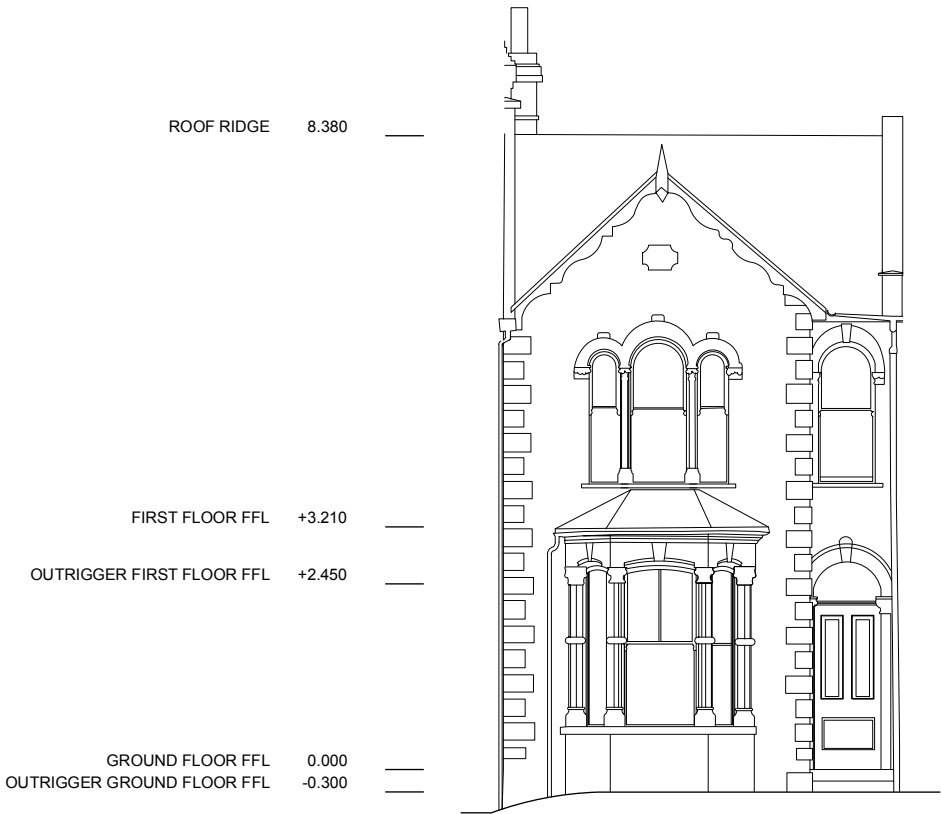 ROOF RIDGE 8.380
FIRST FLOOR FFL +3.210
OUTRIGGER FIRST FLOOR FFL +2.450
GROUND FLOOR FFL 0.000
OUTRIGGER GROUND FLOOR FFL -0.300